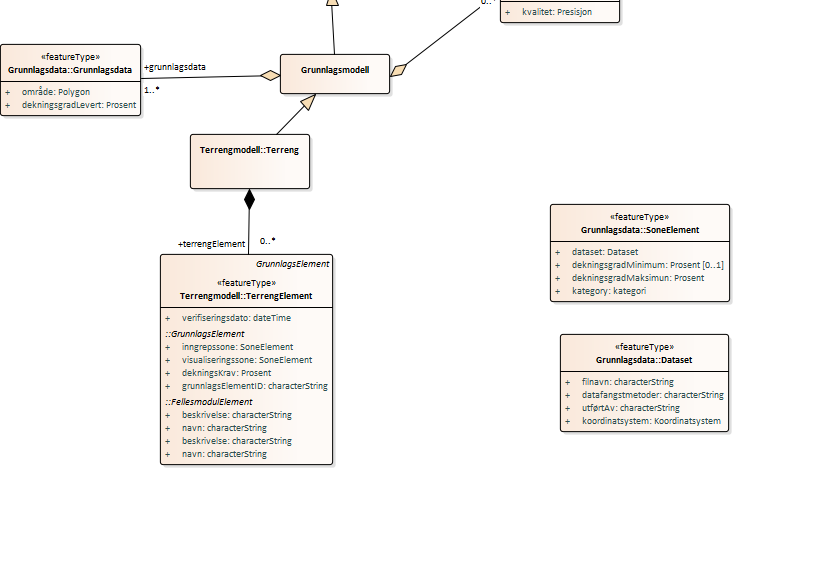 0..*
+ kvalitet: Presisjon
«featureType»
Grunnlagsdata::Grunnlagsdata
+ område: Polygon
+ dekningsgradLevert: Prosent
+grunnlagsdata
1..*
Grunnlagsmodell
Terrengmodell::Terreng
+terrengElement
0..*
GrunnlagsElement
«featureType»
Terrengmodell::TerrengElement
+ verifiseringsdato: dateTime
::GrunnlagsElement
+ inngrepssone: SoneElement
+ visualiseringssone: SoneElement
+ dekningsKrav: Prosent
+ grunnlagsElementID: characterString
::FellesmodulElement
+ beskrivelse: characterString
+ navn: characterString
+ beskrivelse: characterString
+ navn: characterString
«featureType»
Grunnlagsdata::SoneElement
+ dataset: Dataset
+ dekningsgradMinimum: Prosent [0..1]
+ dekningsgradMaksimun: Prosent
+ kategory: kategori
«featureType»
Grunnlagsdata::Dataset
+ filnavn: characterString
+ datafangstmetoder: characterString
+ utførtAv: characterString
+ koordinatsystem: Koordinatsystem